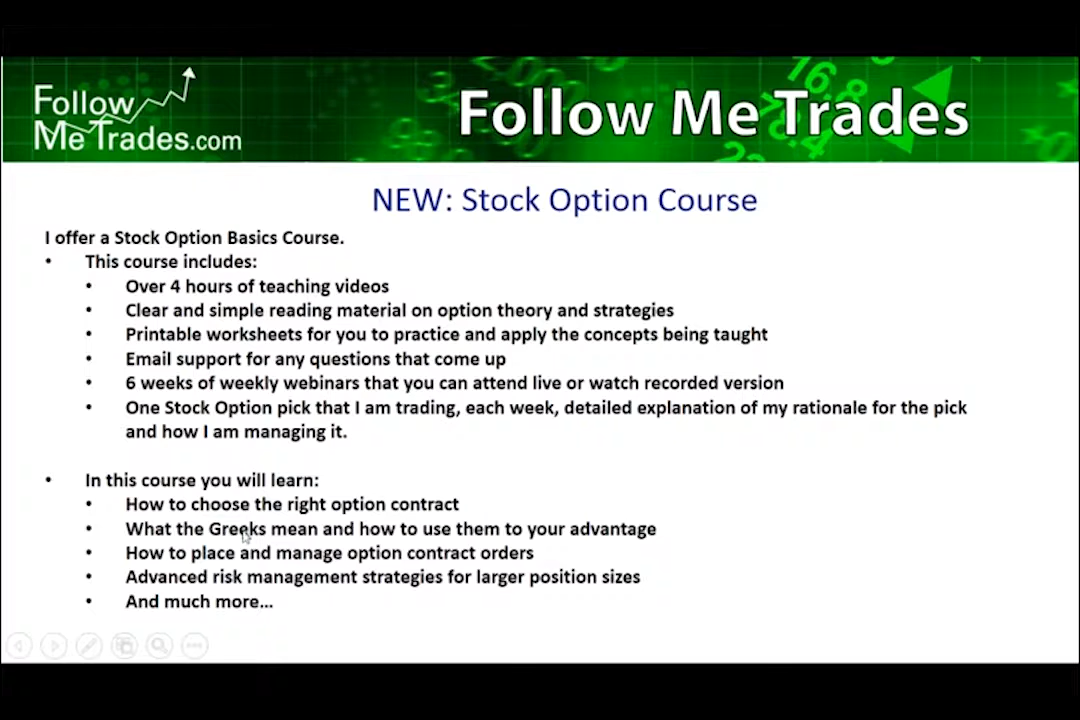 Follow
Me Trades.com
Follow Me Trades
NEW: Stock Option Course
I offer a Stock Option Basics Course.
• This course includes:
• Over 4 hours of teaching videos
• Clear and simple reading material on option theory and strategies
• Printable worksheets for you to practice and apply the concepts being taught
• Email support for any questions that come up
• 6 weeks of weekly webinars that you can attend live or watch recorded version
• One Stock Option pick that I am trading, each week, detailed explanation of my rationale for the pick
and how I am managing it.
• In this course you will learn:
• How to choose the right option contract
• What the Greeks mean and how to use them to your advantage
• How to place and manage option contract orders
• Advanced risk management strategies for larger position sizes
• And much more...